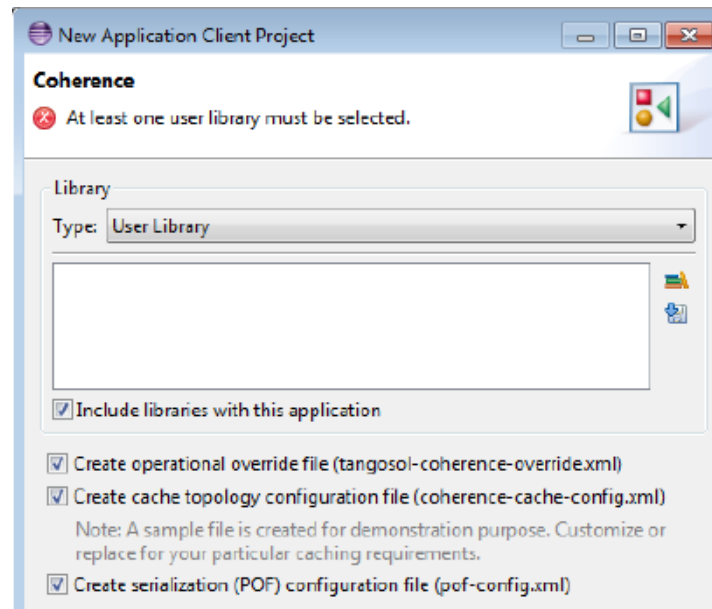 New Application Client Project
Coherence
At least one user library must be selected.
Library
Type: User Library
Include libraries with this application
Create operational override file (tangosol-coherence-override.xml)
Create cache topology configuration file (coherence-cache-config.xml)
Note: A sample file is created for demonstration purpose. Customize or
replace for your particular caching requirements.
Create serialization (POF) configuration file (pof-config.xml)